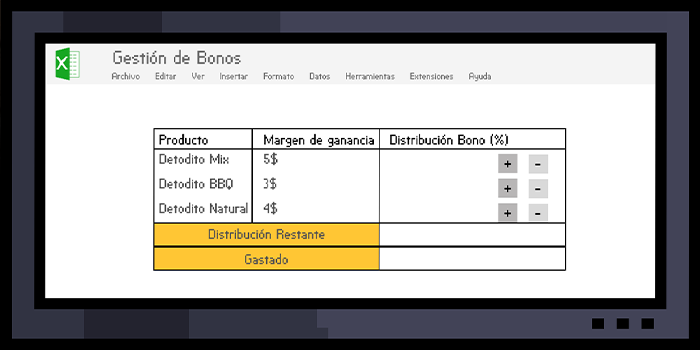 X
Gestión de Bonos
Archivo Editar Ver Insertar Formato Datos Herramientas Extensiones Ayuda
Producto Margen de ganancia Distribución Bono (%)
Detodito Mix 5$ + -
Detodito BBQ 3$ + -
Detodito Natural 4$ + -
Distribución Restante
Gastado